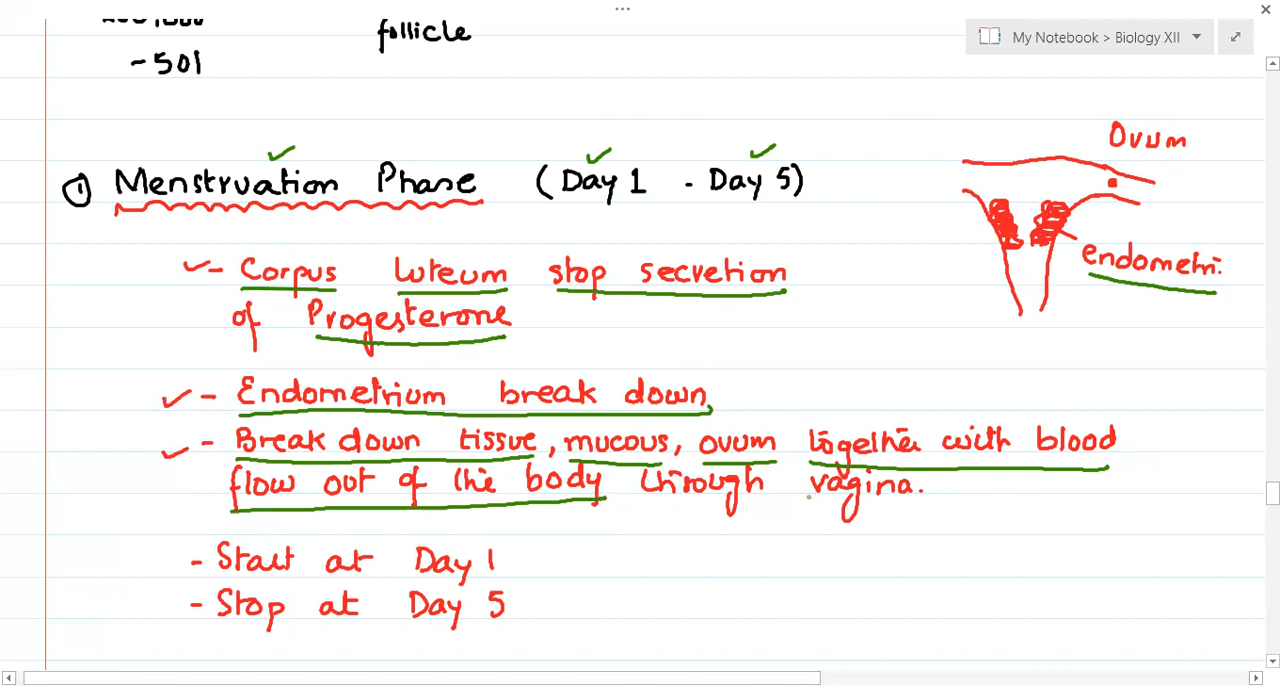 ...
My Notebook > Biology XII
follicle
-501
Ovum
① Menstruation Phase (Day 1 - Day 5)
endometri.
- Corpus luteum stop secretion
of Progesterone
- Endometrium break down,
- Break down tissue, mucous, ovum together with blood
flow out of the body through vagina.
- Start at Day 1
- Stop at Day 5